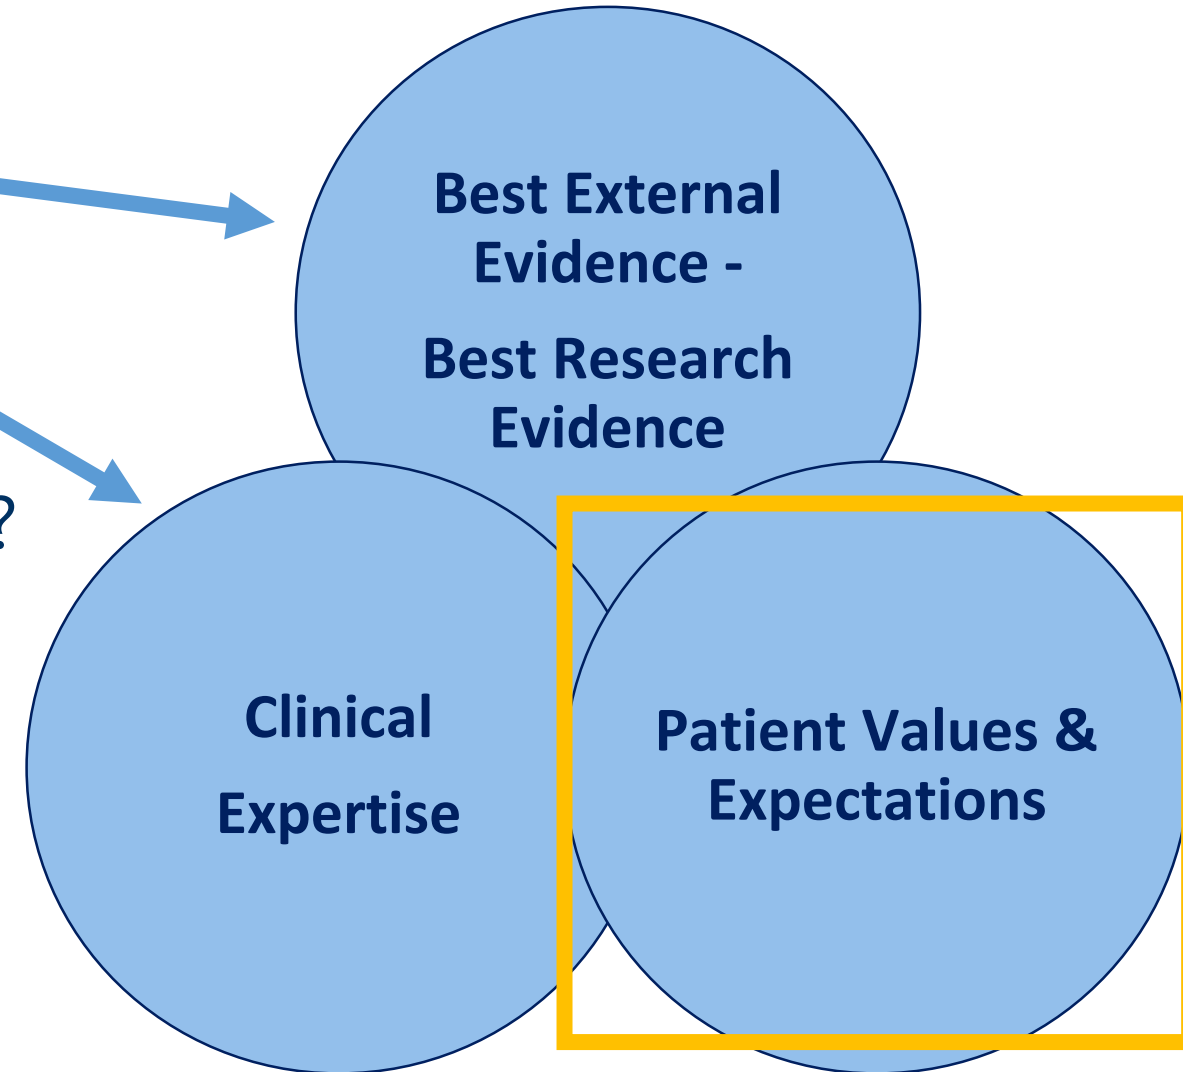 Best External
Evidence -
Best Research
Evidence
?
Clinical
Expertise
Patient Values &
Expectations